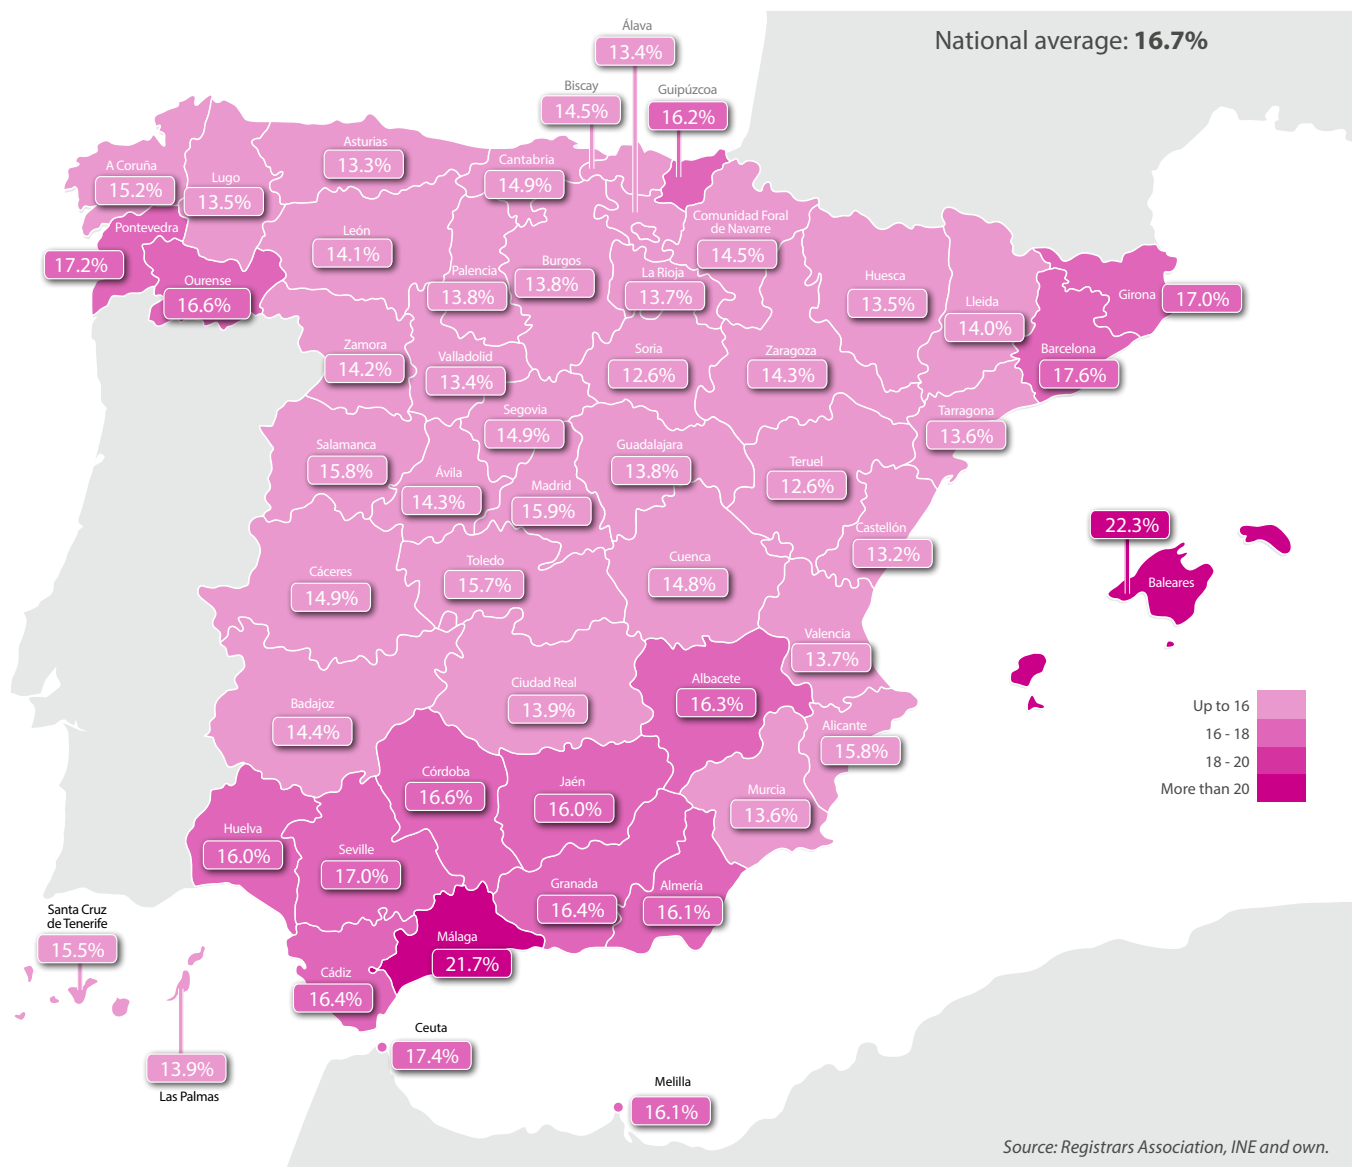 National average: 16.7%
Álava
13.4%
Biscay
14.5%
Guipúzcoa
16.2%
Asturias
13.3%
Cantabria
14.9%
A Coruña
15.2%
Lugo
13.5%
Pontevedra
17.2%
Ourense
16.6%
León
14.1%
Palencia
13.8%
Burgos
13.8%
La Rioja
13.7%
Comunidad Foral
de Navarre
14.5%
Huesca
13.5%
Lleida
14.0%
Girona
17.0%
Barcelona
17.6%
Zamora
14.2%
Valladolid
13.4%
Soria
12.6%
Zaragoza
14.3%
Tarragona
13.6%
Segovia
14.9%
Salamanca
15.8%
Ávila
14.3%
Madrid
15.9%
Guadalajara
13.8%
Teruel
12.6%
Castellón
13.2%
22.3%
Baleares
Cáceres
14.9%
Toledo
15.7%
Cuenca
14.8%
Valencia
13.7%
Badajoz
14.4%
Ciudad Real
13.9%
Albacete
16.3%
Alicante
15.8%
Up to 16
16 - 18
18 - 20
More than 20
Córdoba
16.6%
Jaén
16.0%
Murcia
13.6%
Huelva
16.0%
Seville
17.0%
Granada
16.4%
Almería
16.1%
Málaga
21.7%
Cádiz
16.4%
Santa Cruz
de Tenerife
15.5%
13.9%
Las Palmas
Ceuta
17.4%
Melilla
16.1%
Source: Registrars Association, INE and own.